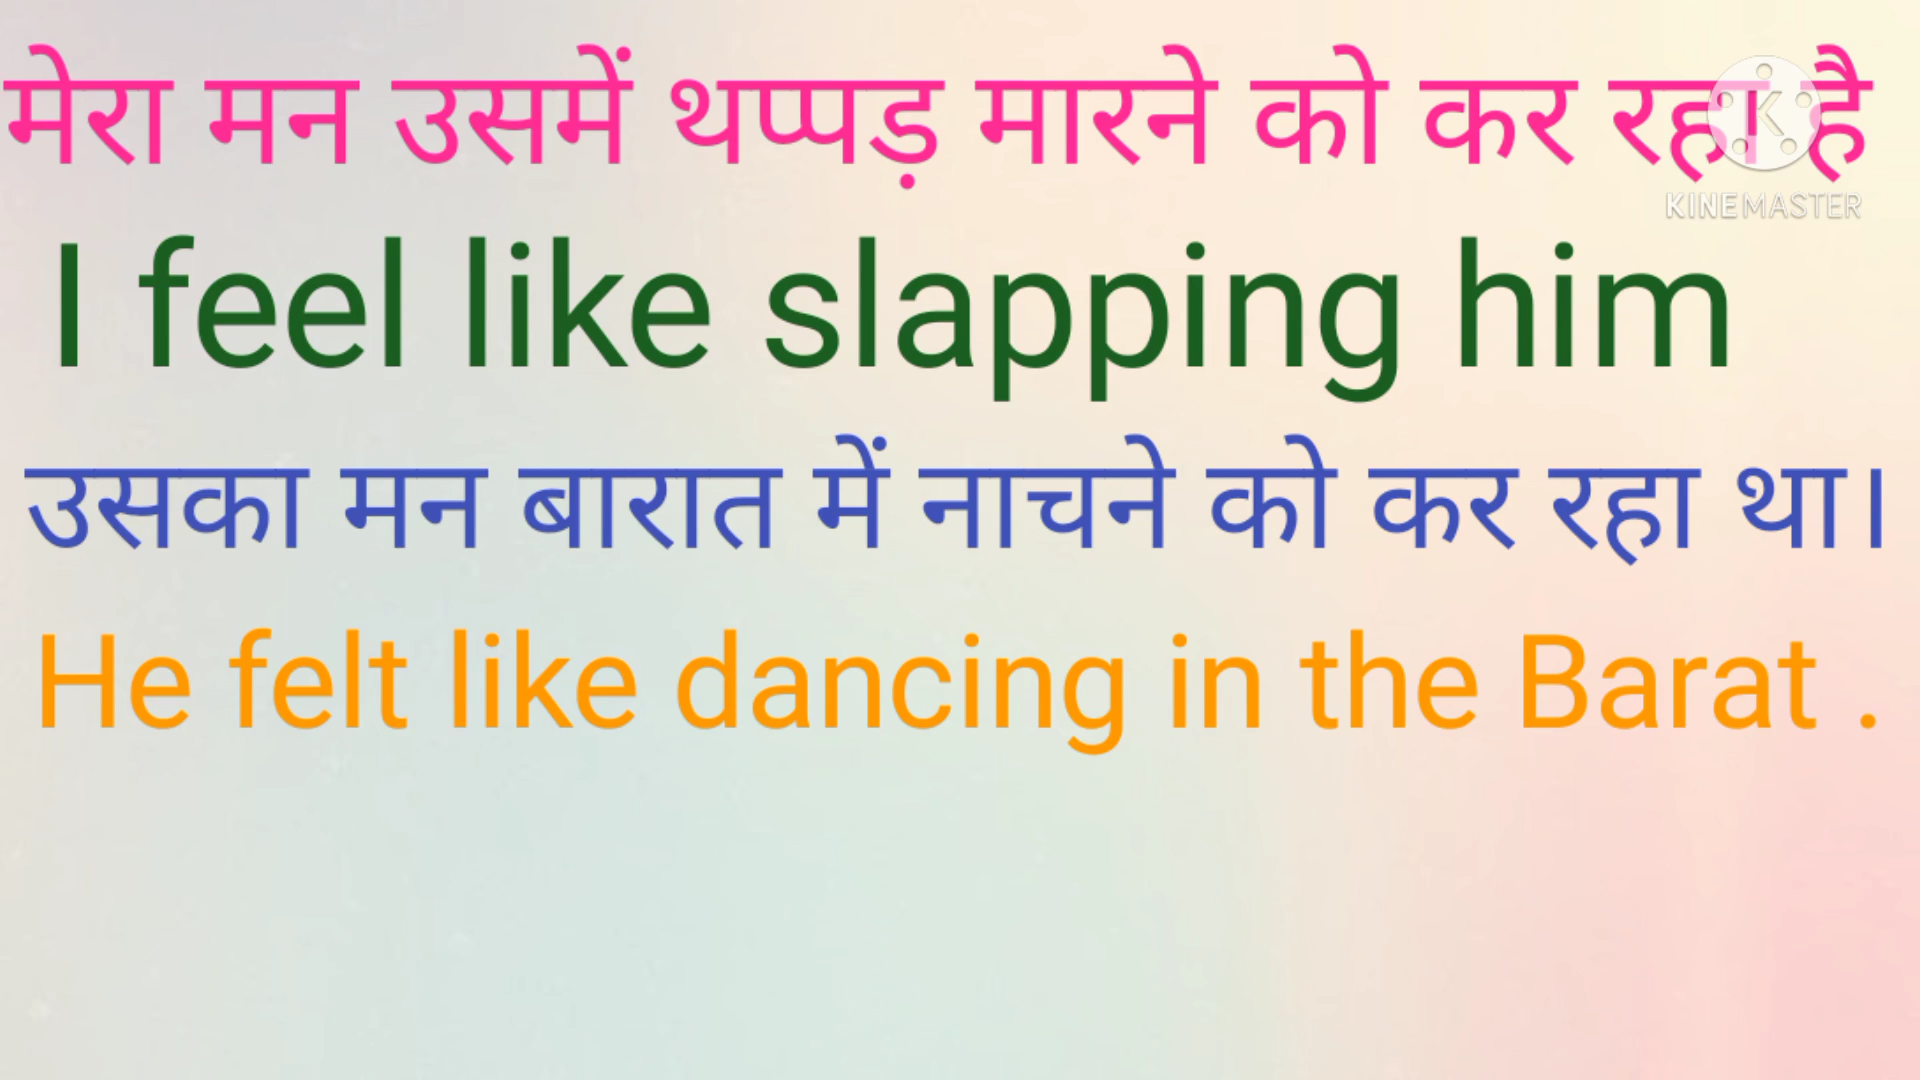 मेरा मन उसमें थप्पड़ मारने को कर रहा है
KINEMASTER
I feel like slapping him
उसका मन बारात में नाचने को कर रहा था।
He felt like dancing in the Barat .